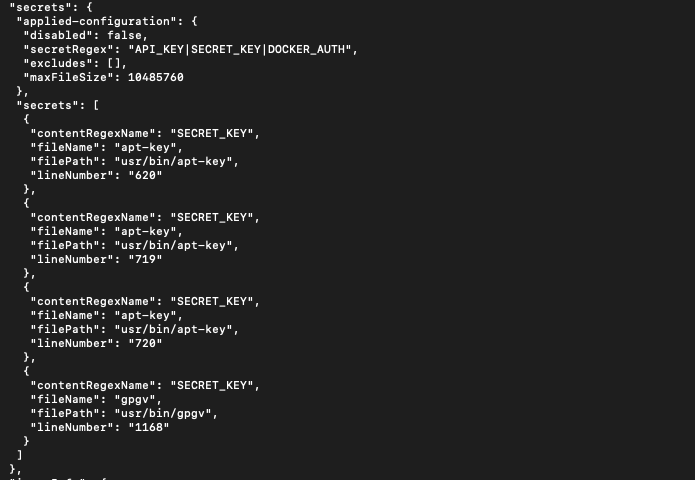 "secrets": {
"applied-configuration": {
"disabled": false,
"secretRegex": "API_KEY|SECRET_KEY|DOCKER_AUTH",
"excludes": [],
"maxFileSize": 10485760
},
"secrets": [
{
"contentRegexName": "SECRET_KEY",
"fileName": "apt-key",
"filePath": "usr/bin/apt-key",
"lineNumber": "620"
},
{
"contentRegexName": "SECRET_KEY",
"fileName": "apt-key",
"filePath": "usr/bin/apt-key",
"lineNumber": "719"
},
{
"contentRegexName": "SECRET_KEY",
"fileName": "apt-key",
"filePath": "usr/bin/apt-key",
"lineNumber": "720"
},
{
"contentRegexName": "SECRET_KEY",
"fileName": "gpgv",
"filePath": "usr/bin/gpgv",
"lineNumber": "1168"
}
]
},